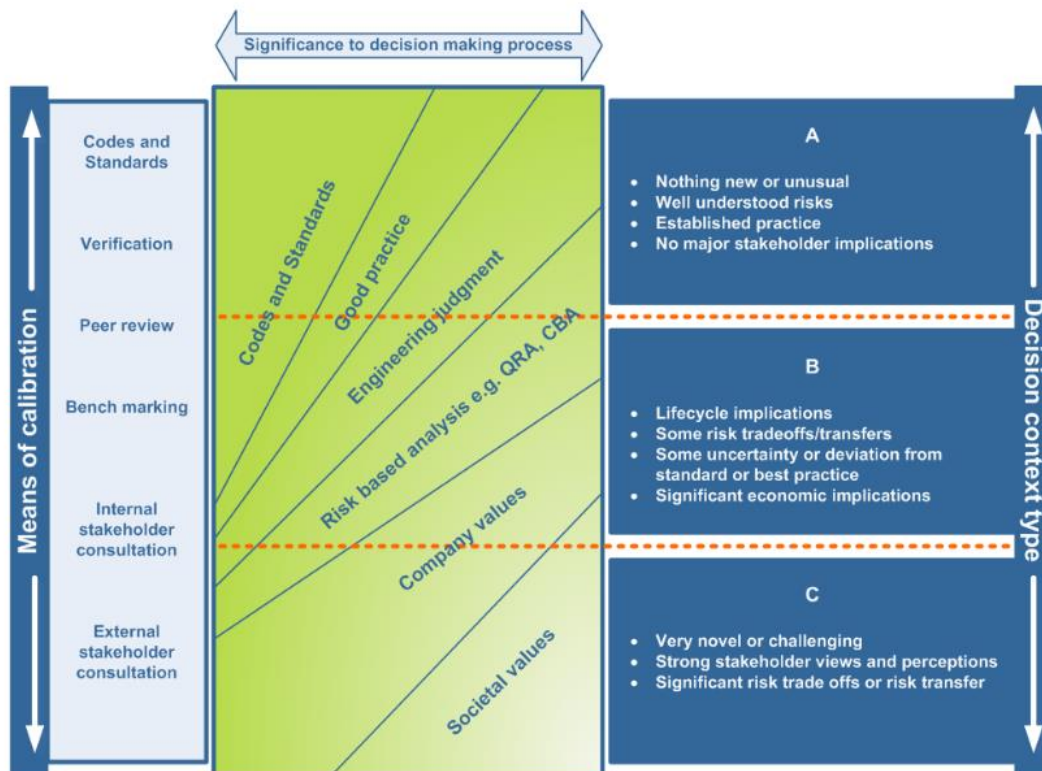 Significance to decision making process
Means of calibration
Codes and
Standards
Verification
Peer review
Bench marking
Internal
stakeholder
consultation
External
stakeholder
consultation
Codes and Standards
Good practice
Engineering judgment
Risk based analysis e.g. QRA, CBA
Company values
Societal values
A
• Nothing new or unusual
• Well understood risks
• Established practice
• No major stakeholder implications
B
• Lifecycle implications
• Some risk tradeoffs/transfers
• Some uncertainty or deviation from
standard or best practice
• Significant economic implications
C
• Very novel or challenging
• Strong stakeholder views and perceptions
• Significant risk trade offs or risk transfer
Decision context type